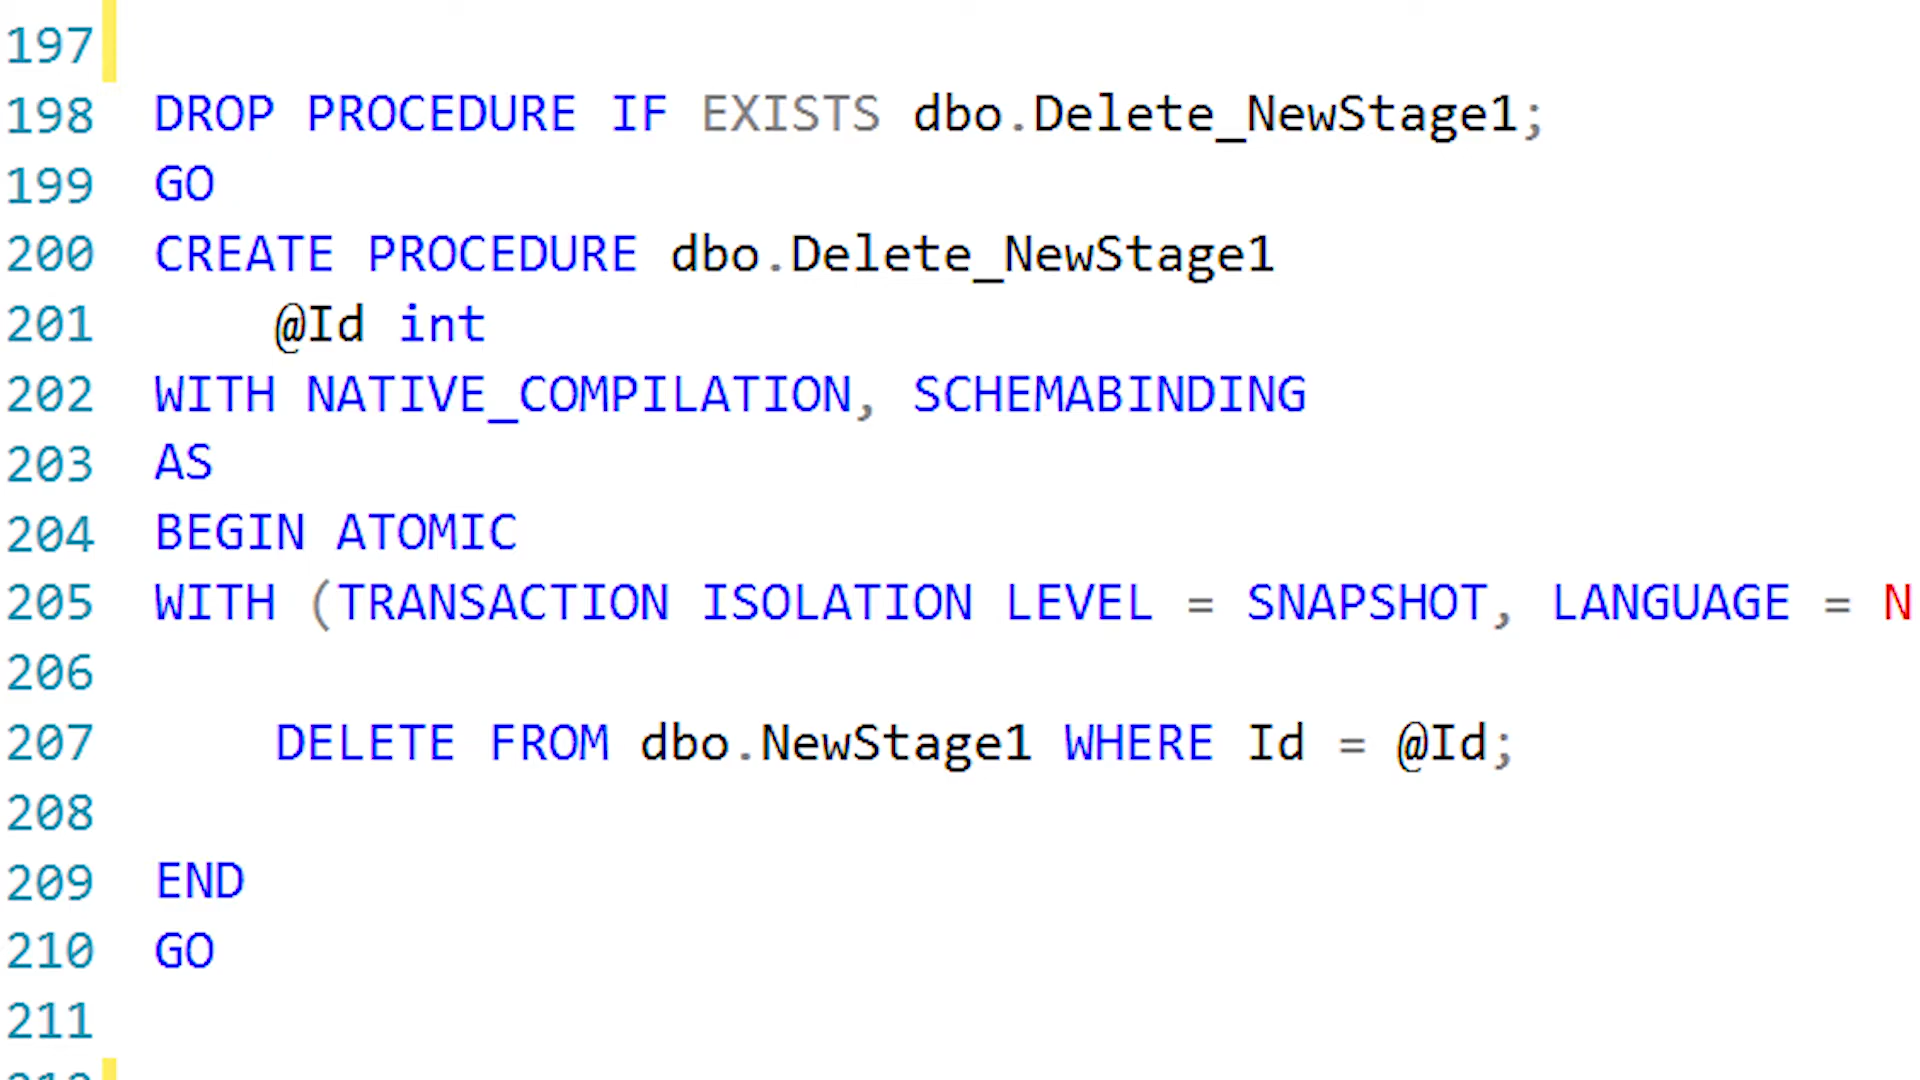 197
198 DROP PROCEDURE IF EXISTS dbo.Delete_NewStage1;
199 GO
200 CREATE PROCEDURE dbo.Delete_NewStage1
201     @Id int
202 WITH NATIVE_COMPILATION, SCHEMABINDING
203 AS
204 BEGIN ATOMIC
205 WITH (TRANSACTION ISOLATION LEVEL = SNAPSHOT, LANGUAGE = N
206
207     DELETE FROM dbo.NewStage1 WHERE Id = @Id;
208
209 END
210 GO
211